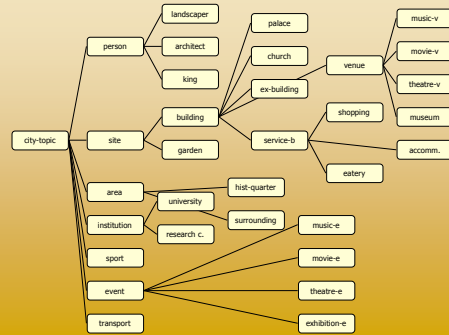 city-topic
person
landscaper
architect
king
site
building
palace
church
ex-building
venue
music-v
movie-v
theatre-v
museum
service-b
shopping
accomm.
eatery
garden
area
hist-quarter
surrounding
institution
university
research c.
sport
event
music-e
movie-e
theatre-e
exhibition-e
transport